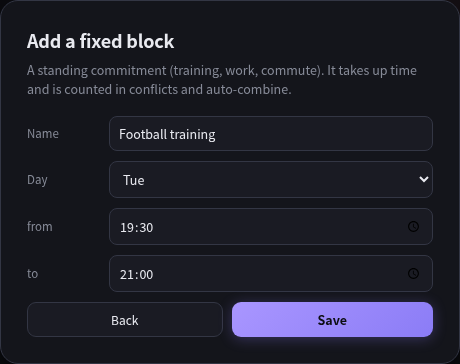 Add a fixed block
A standing commitment (training, work, commute). It takes up time
and is counted in conflicts and auto-combine.
Name
Football training
Day
Tue
from
19:30
to
21:00
Back
Save